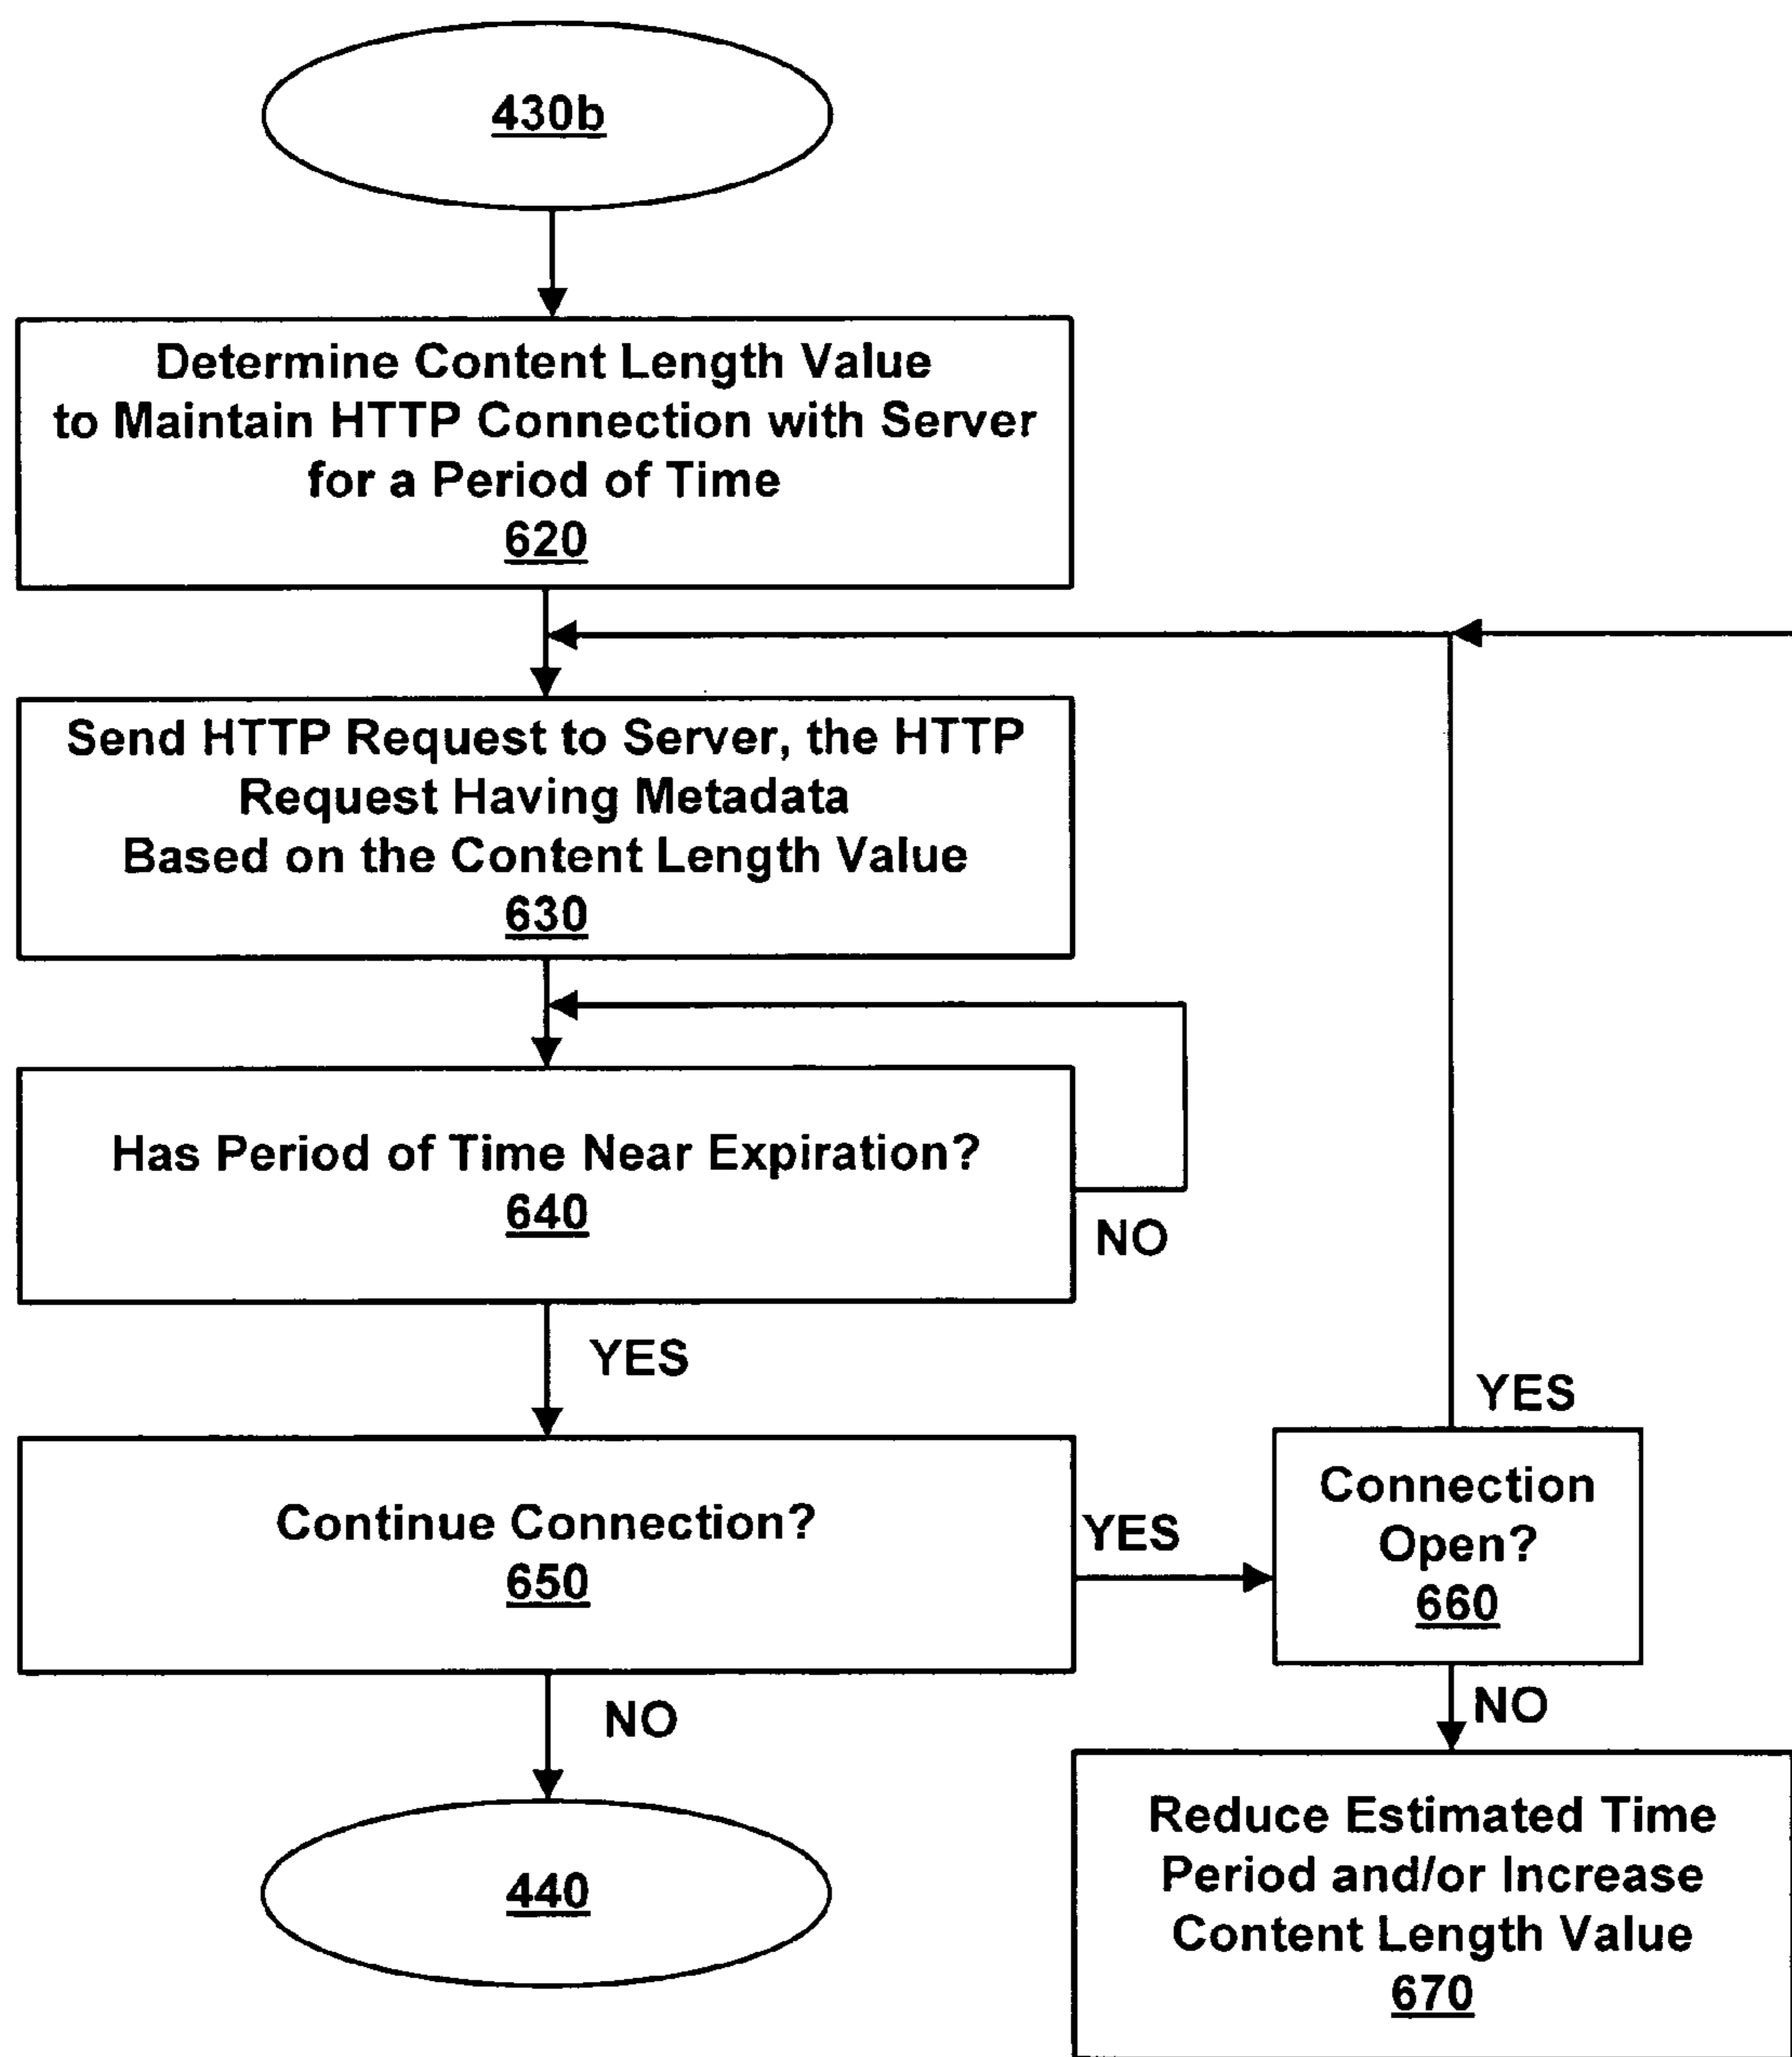 430b
Determine Content Length Value
to Maintain HTTP Connection with Server
for a Period of Time
620
Send HTTP Request to Server, the HTTP
Request Having Metadata
Based on the Content Length Value
630
Has Period of Time Near Expiration?
640
NO
YES
Continue Connection?
650
YES
YES
Connection
Open?
660
NO
NO
440
Reduce Estimated Time
Period and/or Increase
Content Length Value
670